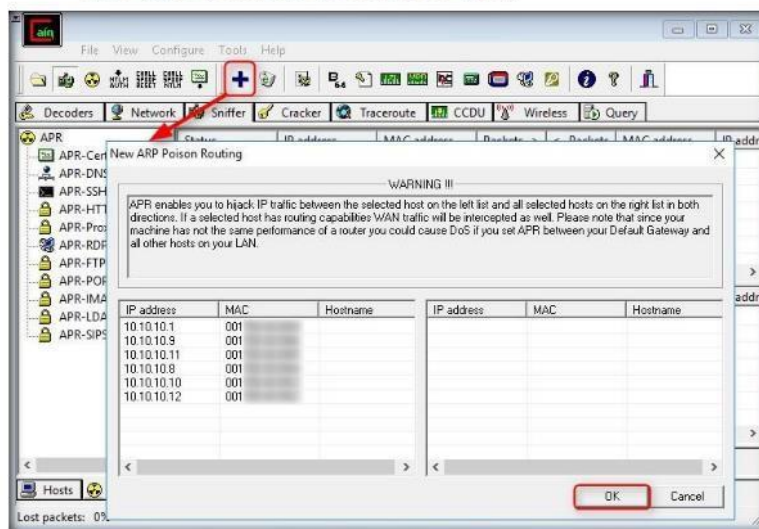 Cain
File View Configure Tools Help
Decoders Network Sniffer Cracker Traceroute CCDU Wireless Query
APR
APR-Cert
APR-DNS
APR-SSH
APR-HTT
APR-Prox
APR-RDP
APR-FTP
APR-POP
APR-IMA
APR-LDA
APR-SIPS
Status IP address MAC address Packets -> <- Packets MAC address IP addr
New ARP Poison Routing
WARNING !!!
APR enables you to hijack IP traffic between the selected host on the left list and all selected hosts on the right list in both
directions. If a selected host has routing capabilities WAN traffic will be intercepted as well. Please note that since your
machine has not the same performance of a router you could cause DoS if you set APR between your Default Gateway and
all other hosts on your LAN.
IP address MAC Hostname
10.10.10.1 001
10.10.10.9 001
10.10.10.11 001
10.10.10.8 001
10.10.10.10 001
10.10.10.12 001
IP address MAC Hostname
addr
OK Cancel
Hosts
Lost packets: 0%